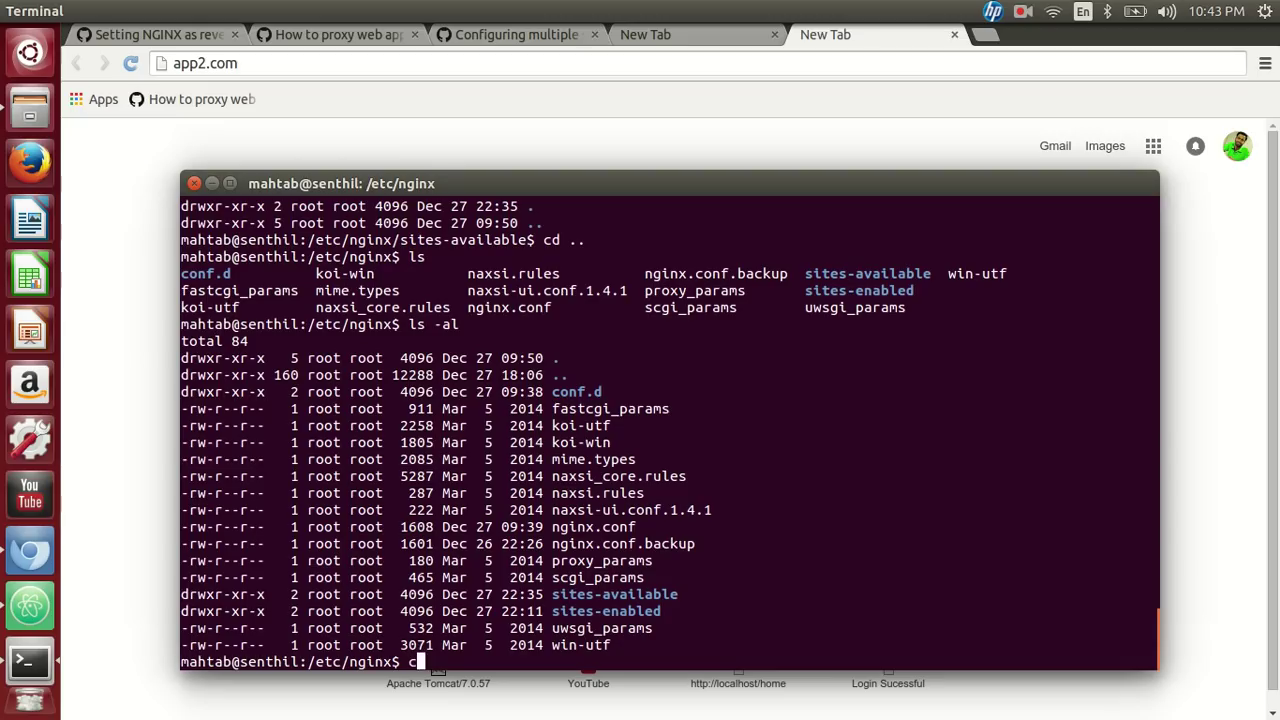 Terminal
En
10:43 PM
Setting NGINX as reve
How to proxy web app
Configuring multiple
New Tab
New Tab
app2.com
Apps
How to proxy web
Gmail
Images
mahtab@senthil: /etc/nginx
drwxr-xr-x 2 root root 4096 Dec 27 22:35 .
drwxr-xr-x 5 root root 4096 Dec 27 09:50 ..
mahtab@senthil:/etc/nginx/sites-available$ cd ..
mahtab@senthil:/etc/nginx$ ls
conf.d koi-win naxsi.rules nginx.conf.backup sites-available win-utf
fastcgi_params mime.types naxsi-ui.conf.1.4.1 proxy_params sites-enabled
koi-utf naxsi_core.rules nginx.conf scgi_params uwsgi_params
mahtab@senthil:/etc/nginx$ ls -al
total 84
drwxr-xr-x 5 root root 4096 Dec 27 09:50 .
drwxr-xr-x 160 root root 12288 Dec 27 18:06 ..
drwxr-xr-x 2 root root 4096 Dec 27 09:38 conf.d
-rw-r--r-- 1 root root 911 Mar 5 2014 fastcgi_params
-rw-r--r-- 1 root root 2258 Mar 5 2014 koi-utf
-rw-r--r-- 1 root root 1805 Mar 5 2014 koi-win
-rw-r--r-- 1 root root 2085 Mar 5 2014 mime.types
-rw-r--r-- 1 root root 5287 Mar 5 2014 naxsi_core.rules
-rw-r--r-- 1 root root 287 Mar 5 2014 naxsi.rules
-rw-r--r-- 1 root root 222 Mar 5 2014 naxsi-ui.conf.1.4.1
-rw-r--r-- 1 root root 1608 Dec 27 09:39 nginx.conf
-rw-r--r-- 1 root root 1601 Dec 26 22:26 nginx.conf.backup
-rw-r--r-- 1 root root 180 Mar 5 2014 proxy_params
-rw-r--r-- 1 root root 465 Mar 5 2014 scgi_params
drwxr-xr-x 2 root root 4096 Dec 27 22:35 sites-available
drwxr-xr-x 2 root root 4096 Dec 27 22:11 sites-enabled
-rw-r--r-- 1 root root 532 Mar 5 2014 uwsgi_params
-rw-r--r-- 1 root root 3071 Mar 5 2014 win-utf
mahtab@senthil:/etc/nginx$ c
Apache Tomcat/7.0.57
YouTube
http://localhost/home
Login Sucessful
You
Tube
hp